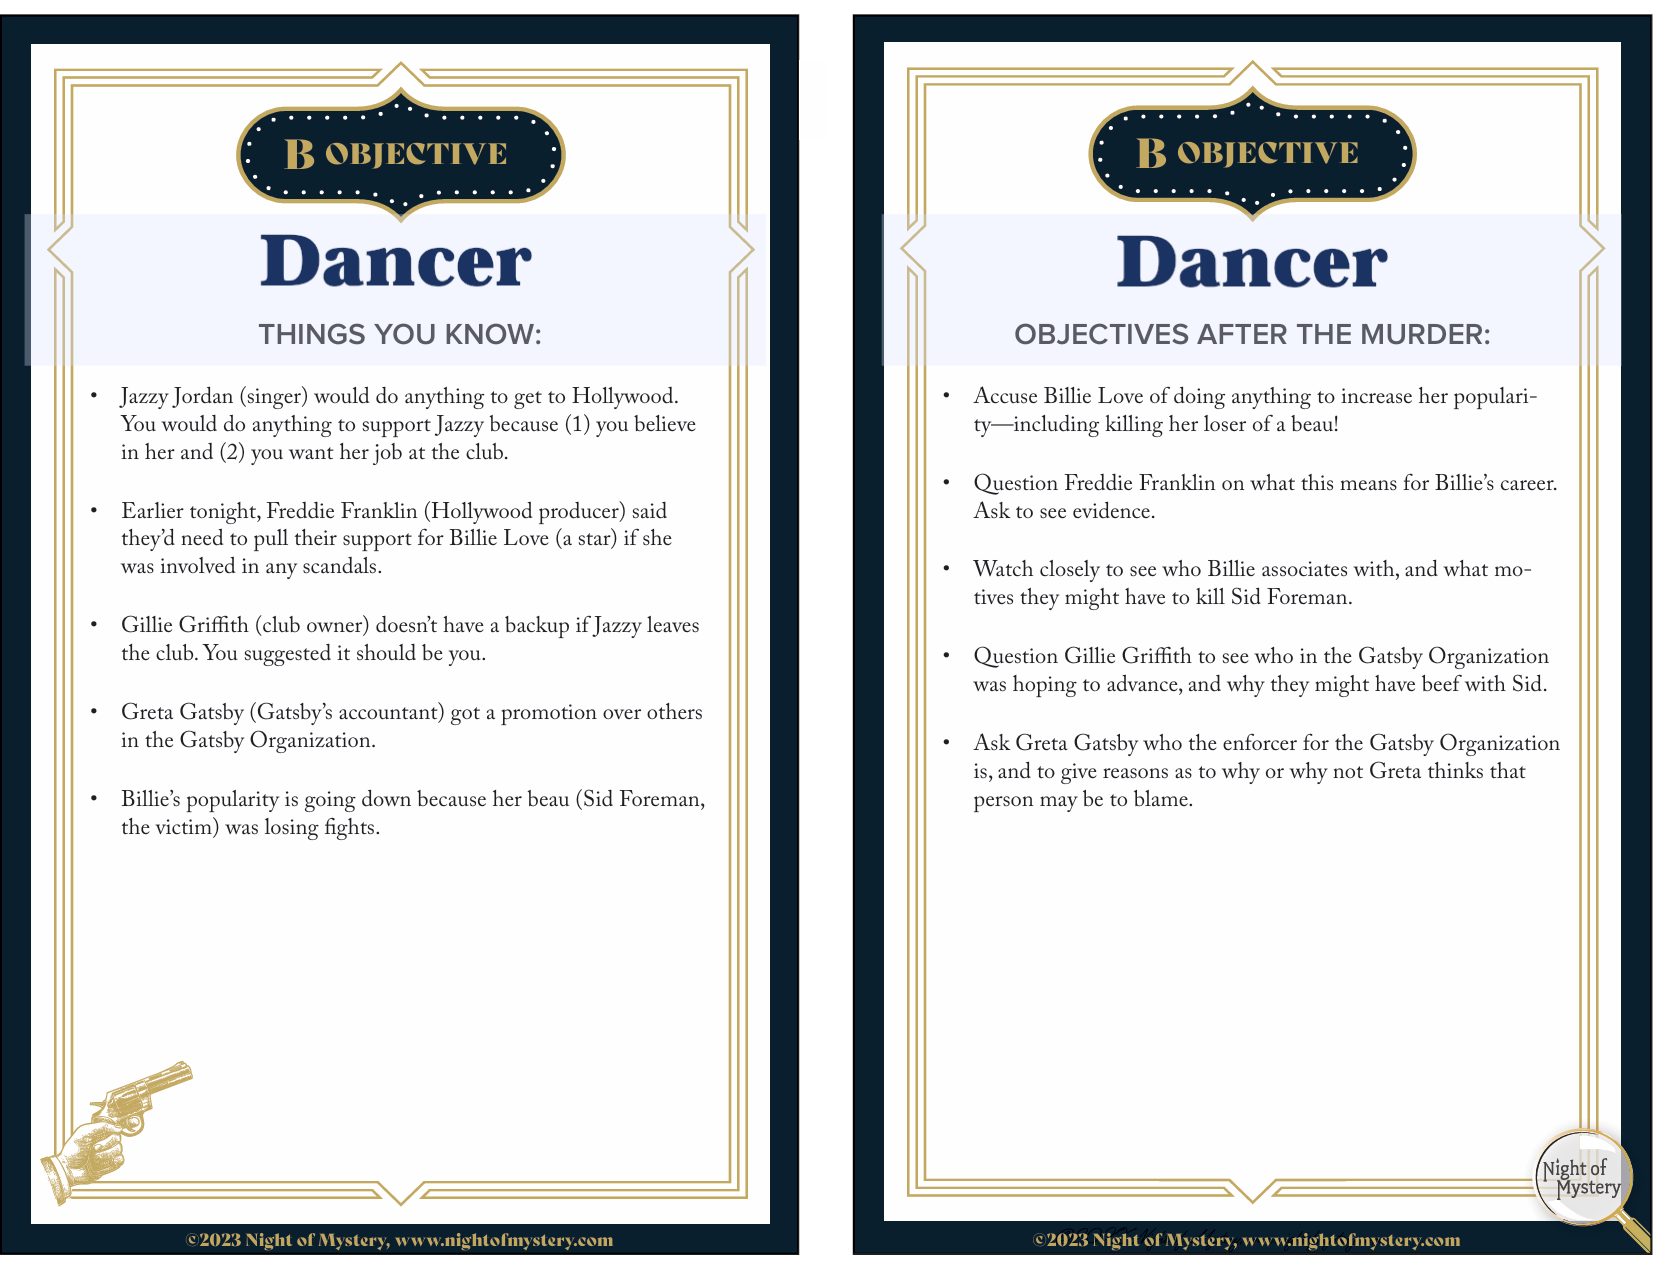 B OBJECTIVE
Dancer
THINGS YOU KNOW:
• Jazzy Jordan (singer) would do anything to get to Hollywood.
You would do anything to support Jazzy because (1) you believe
in her and (2) you want her job at the club.
• Earlier tonight, Freddie Franklin (Hollywood producer) said
they'd need to pull their support for Billie Love (a star) if she
was involved in any scandals.
• Gillie Griffith (club owner) doesn't have a backup if Jazzy leaves
the club. You suggested it should be you.
• Greta Gatsby (Gatsby's accountant) got a promotion over others
in the Gatsby Organization.
• Billie's popularity is going down because her beau (Sid Foreman,
the victim) was losing fights.
©2023 Night of Mystery, www.nightofmystery.com
B OBJECTIVE
Dancer
OBJECTIVES AFTER THE MURDER:
• Accuse Billie Love of doing anything to increase her populari-
ty—including killing her loser of a beau!
• Question Freddie Franklin on what this means for Billie's career.
Ask to see evidence.
• Watch closely to see who Billie associates with, and what mo-
tives they might have to kill Sid Foreman.
• Question Gillie Griffith to see who in the Gatsby Organization
was hoping to advance, and why they might have beef with Sid.
• Ask Greta Gatsby who the enforcer for the Gatsby Organization
is, and to give reasons as to why or why not Greta thinks that
person may be to blame.
Night of
Mystery
©2023 Night of Mystery, www.nightofmystery.com